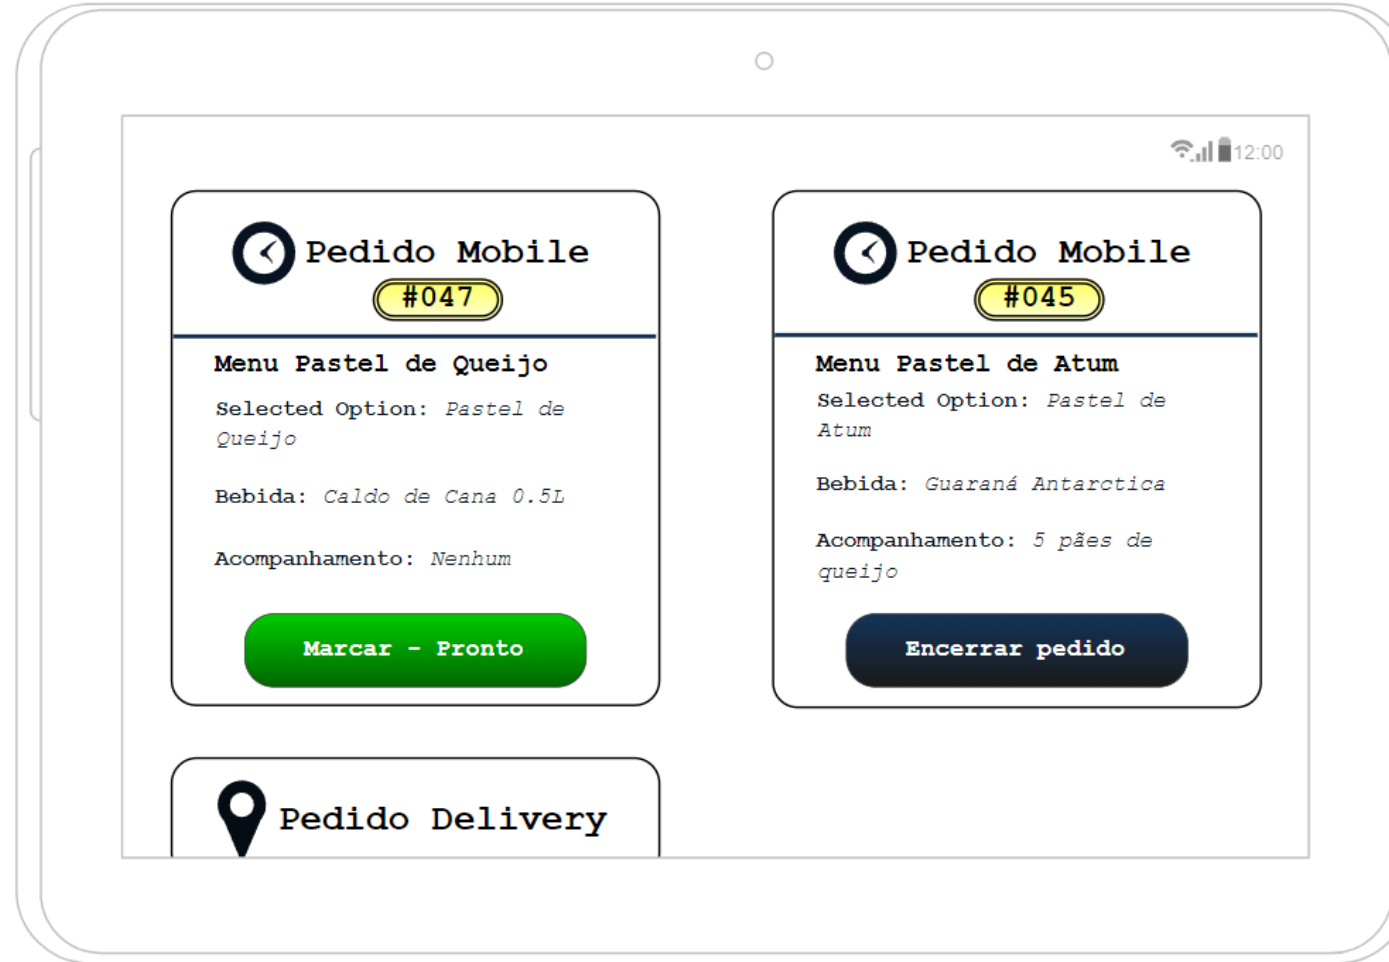 12:00
Pedido Mobile
#047
Menu Pastel de Queijo
Selected Option: Pastel de
Queijo
Bebida: Caldo de Cana 0.5L
Acompanhamento: Nenhum
Marcar - Pronto
Pedido Mobile
#045
Menu Pastel de Atum
Selected Option: Pastel de
Atum
Bebida: Guaraná Antarctica
Acompanhamento: 5 pães de
queijo
Encerrar pedido
Pedido Delivery